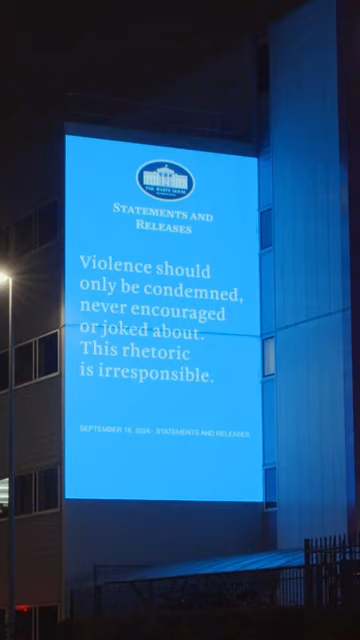 THE WHITE HOUSE
STATEMENTS AND
RELEASES
Violence should
only be condemned,
never encouraged
or joked about.
This rhetoric
is irresponsible.
SEPTEMBER 16, 2024 - STATEMENTS AND RELEASES